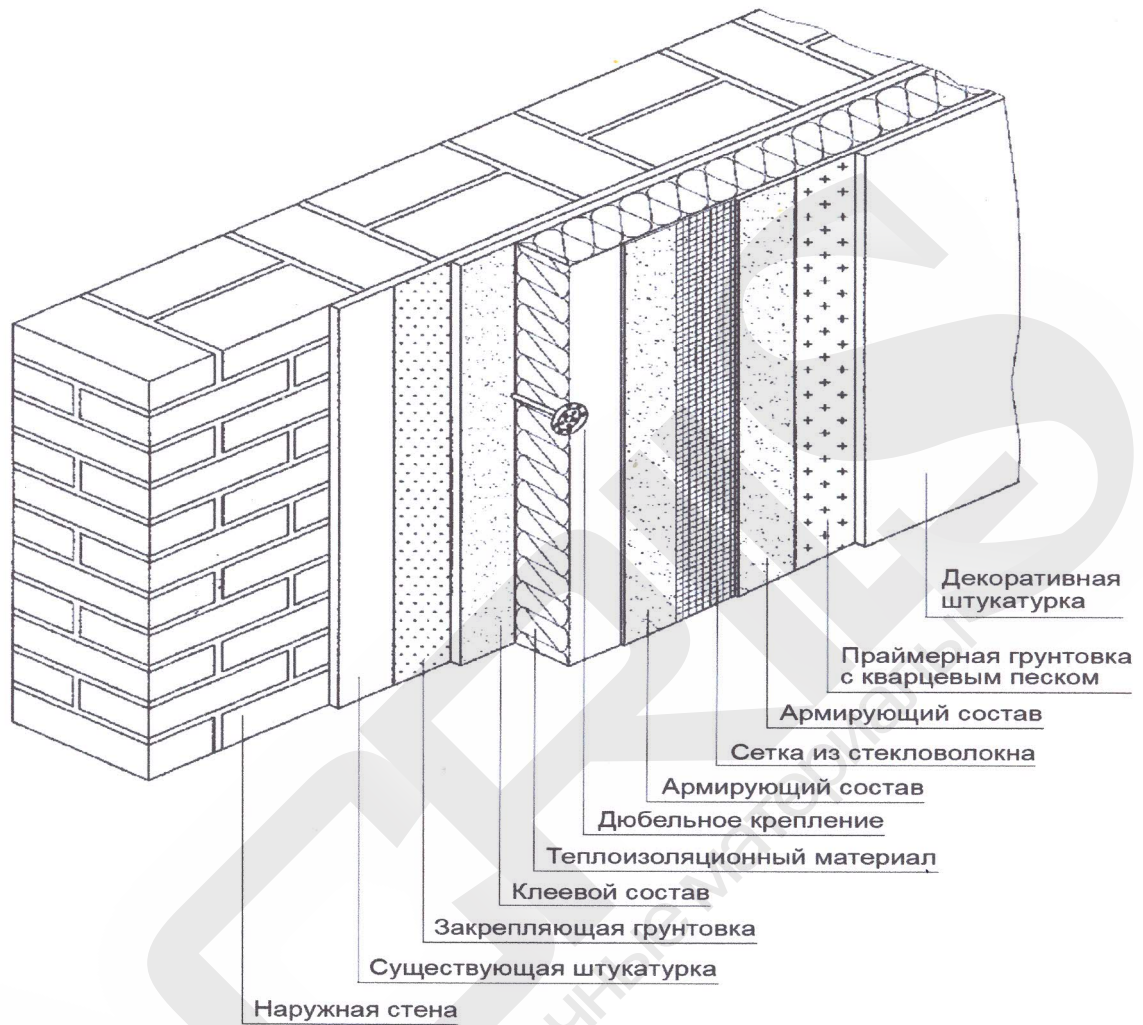 Декоративная
штукатурка
Праймерная грунтовка
с кварцевым песком
Армирующий состав
Сетка из стекловолокна
Армирующий состав
Дюбельное крепление
Теплоизоляционный материал
Клеевой состав
Закрепляющая грунтовка
Существующая штукатурка
Наружная стена
материалы